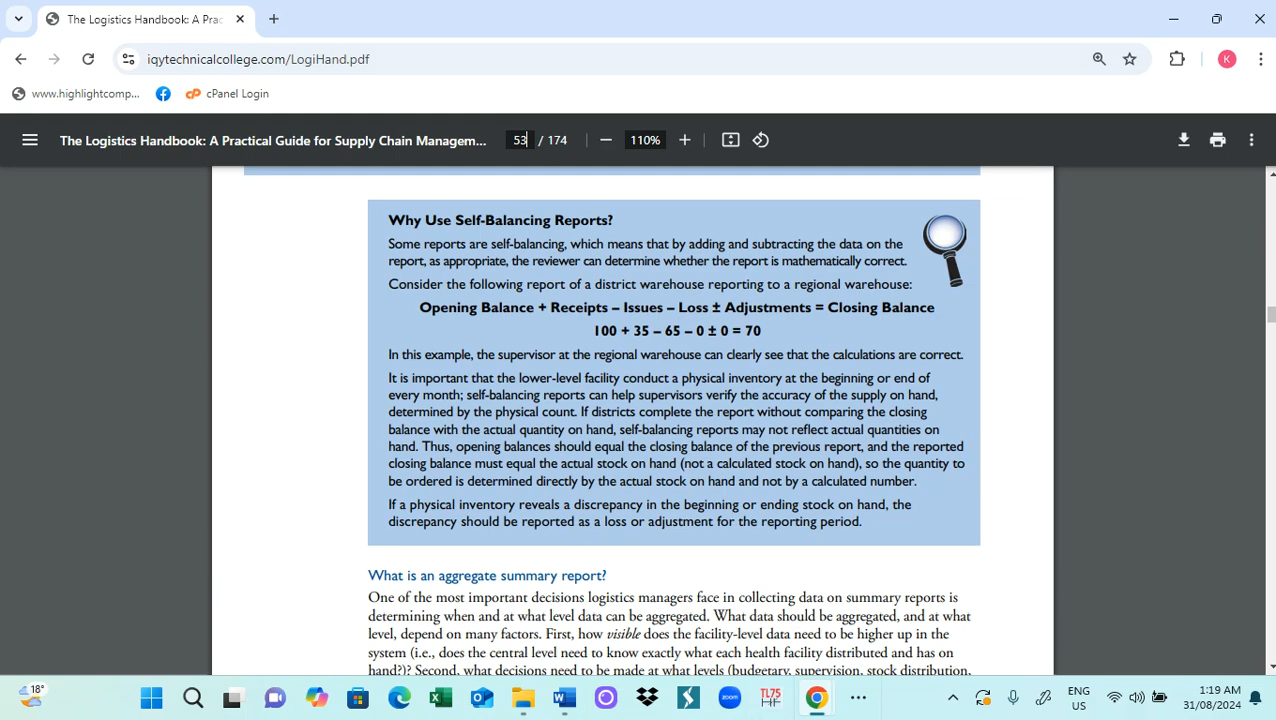 The Logistics Handbook: A Prac
iqytechnicalcollege.com/LogiHand.pdf
K
www.highlightcomp...
cPanel Login
The Logistics Handbook: A Practical Guide for Supply Chain Managem...
53 / 174
110%
Why Use Self-Balancing Reports?
Some reports are self-balancing, which means that by adding and subtracting the data on the
report, as appropriate, the reviewer can determine whether the report is mathematically correct.
Consider the following report of a district warehouse reporting to a regional warehouse:
Opening Balance + Receipts – Issues – Loss ± Adjustments = Closing Balance
100 + 35 – 65 – 0 ± 0 = 70
In this example, the supervisor at the regional warehouse can clearly see that the calculations are correct.
It is important that the lower-level facility conduct a physical inventory at the beginning or end of
every month; self-balancing reports can help supervisors verify the accuracy of the supply on hand,
determined by the physical count. If districts complete the report without comparing the closing
balance with the actual quantity on hand, self-balancing reports may not reflect actual quantities on
hand. Thus, opening balances should equal the closing balance of the previous report, and the reported
closing balance must equal the actual stock on hand (not a calculated stock on hand), so the quantity to
be ordered is determined directly by the actual stock on hand and not by a calculated number.
If a physical inventory reveals a discrepancy in the beginning or ending stock on hand, the
discrepancy should be reported as a loss or adjustment for the reporting period.
What is an aggregate summary report?
One of the most important decisions logistics managers face in collecting data on summary reports is
determining when and at what level data can be aggregated. What data should be aggregated, and at what
level, depend on many factors. First, how visible does the facility-level data need to be higher up in the
system (i.e., does the central level need to know exactly what each health facility distributed and has on
hand?)? Second, what decisions need to be made at what levels (budgetary, supervision, stock distribution,
18°
zoom
TL75
ENG
US
1:19 AM
31/08/2024